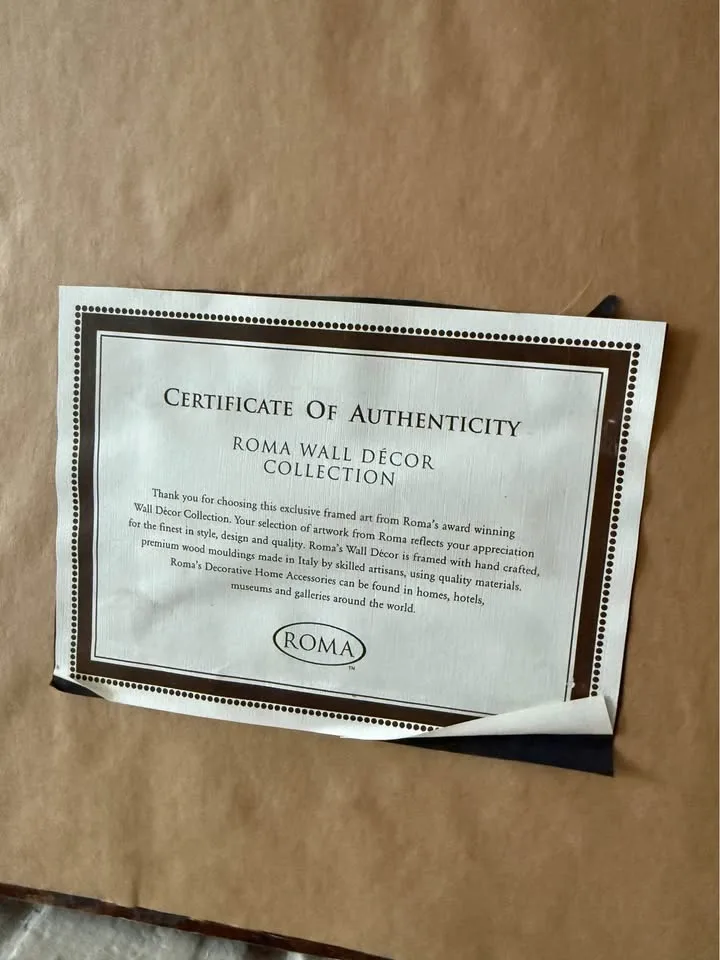 CERTIFICATE OF AUTHENTICITY
ROMA WALL DÉCOR
COLLECTION
Thank you for choosing this exclusive framed art from Roma's award winning
Wall Décor Collection. Your selection of artwork from Roma reflects your appreciation
for the finest in style, design and quality. Roma's Wall Décor is framed with hand crafted,
premium wood mouldings made in Italy by skilled artisans, using quality materials.
Roma's Decorative Home Accessories can be found in homes, hotels,
museums and galleries around the world.
ROMA™